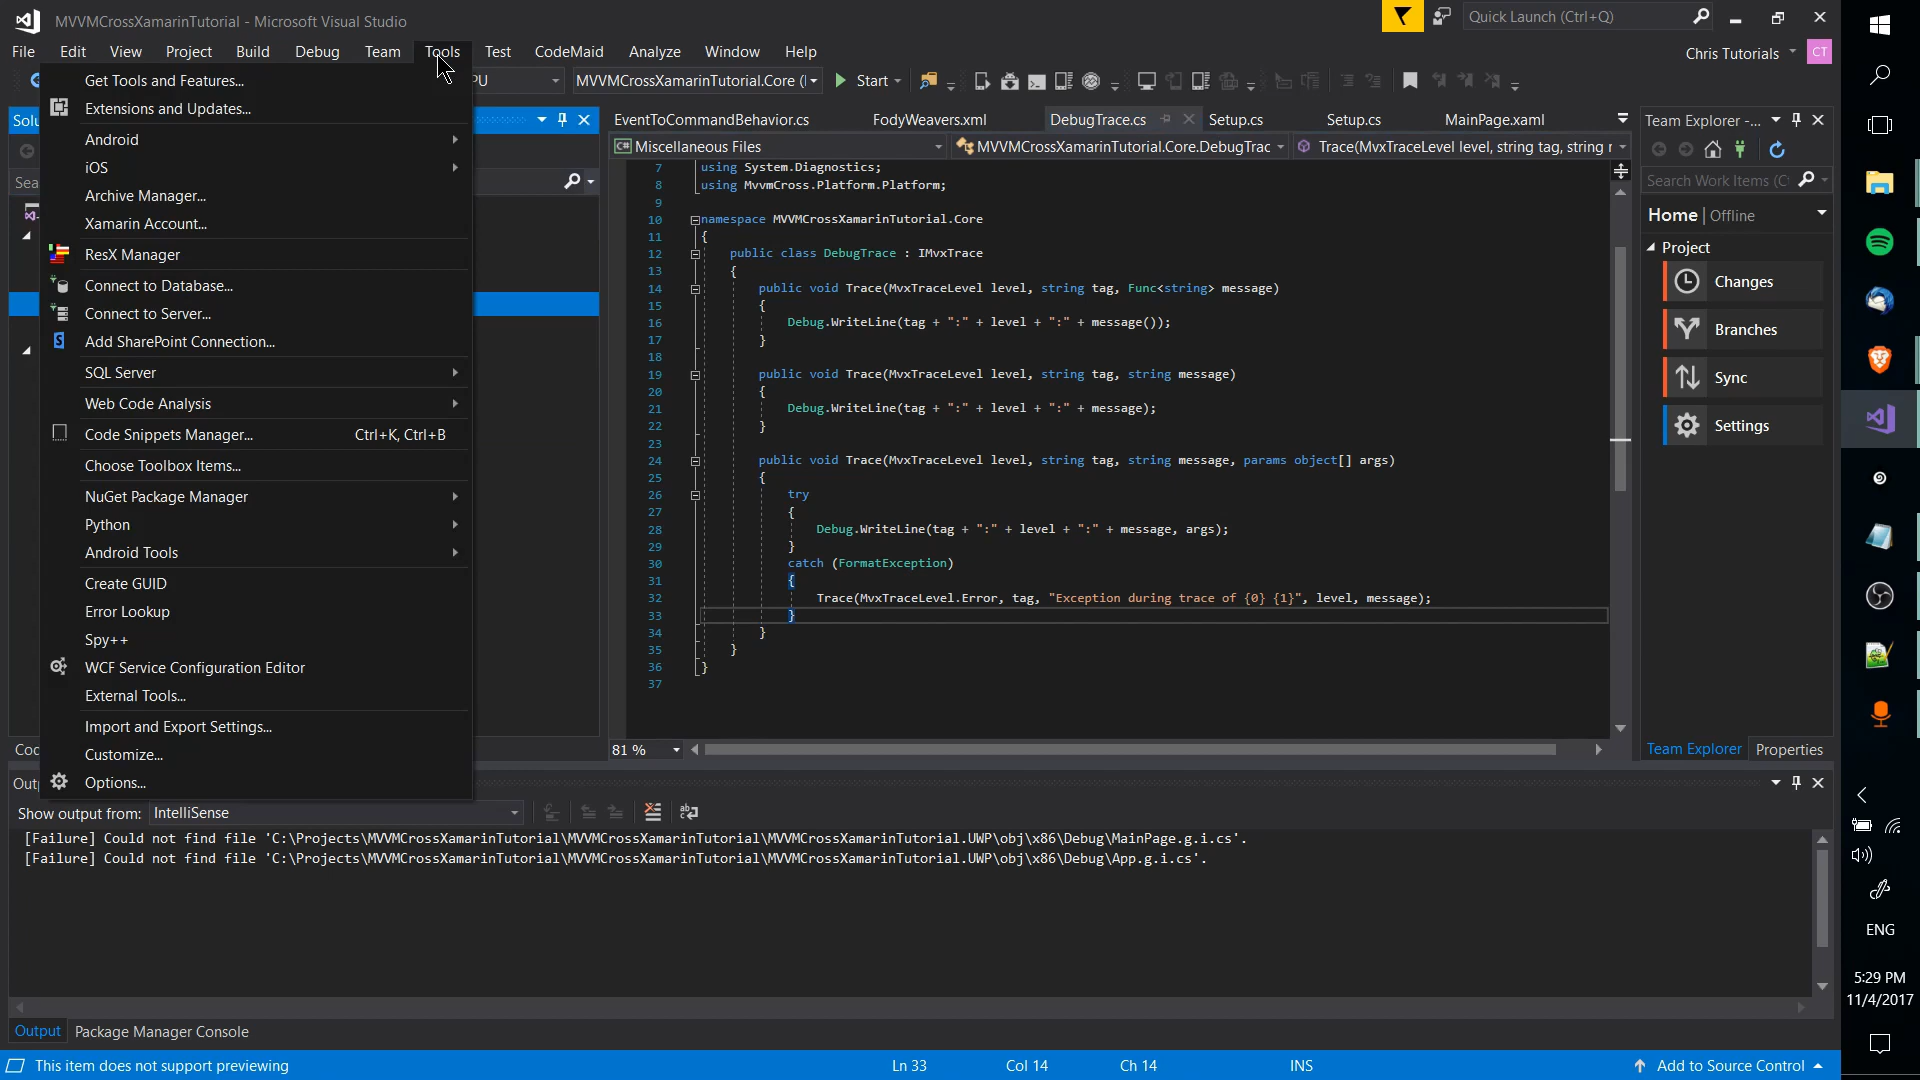 MVVMCrossXamarinTutorial - Microsoft Visual Studio
Quick Launch (Ctrl+Q)
File Edit View Project Build Debug Team Tools Test CodeMaid Analyze Window Help
Chris Tutorials CT
PU MVVMCrossXamarinTutorial.Core ( Start
Get Tools and Features...
Extensions and Updates...
Android
iOS
Archive Manager...
Xamarin Account...
ResX Manager
Connect to Database...
Connect to Server...
Add SharePoint Connection...
SQL Server
Web Code Analysis
Code Snippets Manager... Ctrl+K, Ctrl+B
Choose Toolbox Items...
NuGet Package Manager
Python
Android Tools
Create GUID
Error Lookup
Spy++
WCF Service Configuration Editor
External Tools...
Import and Export Settings...
Customize...
Options...
Solu
Sea
Coc
EventToCommandBehavior.cs FodyWeavers.xml DebugTrace.cs Setup.cs Setup.cs MainPage.xaml
Miscellaneous Files MVVMCrossXamarinTutorial.Core.DebugTrac Trace(MvxTraceLevel level, string tag, string r
7 using System.Diagnostics;
8 using MvvmCross.Platform.Platform;
9
10 namespace MVVMCrossXamarinTutorial.Core
11 {
12 public class DebugTrace : IMvxTrace
13 {
14 public void Trace(MvxTraceLevel level, string tag, Func<string> message)
15 {
16 Debug.WriteLine(tag + ":" + level + ":" + message());
17 }
18
19 public void Trace(MvxTraceLevel level, string tag, string message)
20 {
21 Debug.WriteLine(tag + ":" + level + ":" + message);
22 }
23
24 public void Trace(MvxTraceLevel level, string tag, string message, params object[] args)
25 {
26 try
27 {
28 Debug.WriteLine(tag + ":" + level + ":" + message, args);
29 }
30 catch (FormatException)
31 {
32 Trace(MvxTraceLevel.Error, tag, "Exception during trace of {0} {1}", level, message);
33 }
34 }
35 }
36 }
37
81 %
Team Explorer -...
Search Work Items (C
Home | Offline
Project
Changes
Branches
Sync
Settings
Team Explorer Properties
Outp
Show output from: IntelliSense
[Failure] Could not find file 'C:\Projects\MVVMCrossXamarinTutorial\MVVMCrossXamarinTutorial\MVVMCrossXamarinTutorial.UWP\obj\x86\Debug\MainPage.g.i.cs'.
[Failure] Could not find file 'C:\Projects\MVVMCrossXamarinTutorial\MVVMCrossXamarinTutorial\MVVMCrossXamarinTutorial.UWP\obj\x86\Debug\App.g.i.cs'.
Output Package Manager Console
This item does not support previewing Ln 33 Col 14 Ch 14 INS Add to Source Control
ENG
5:29 PM
11/4/2017